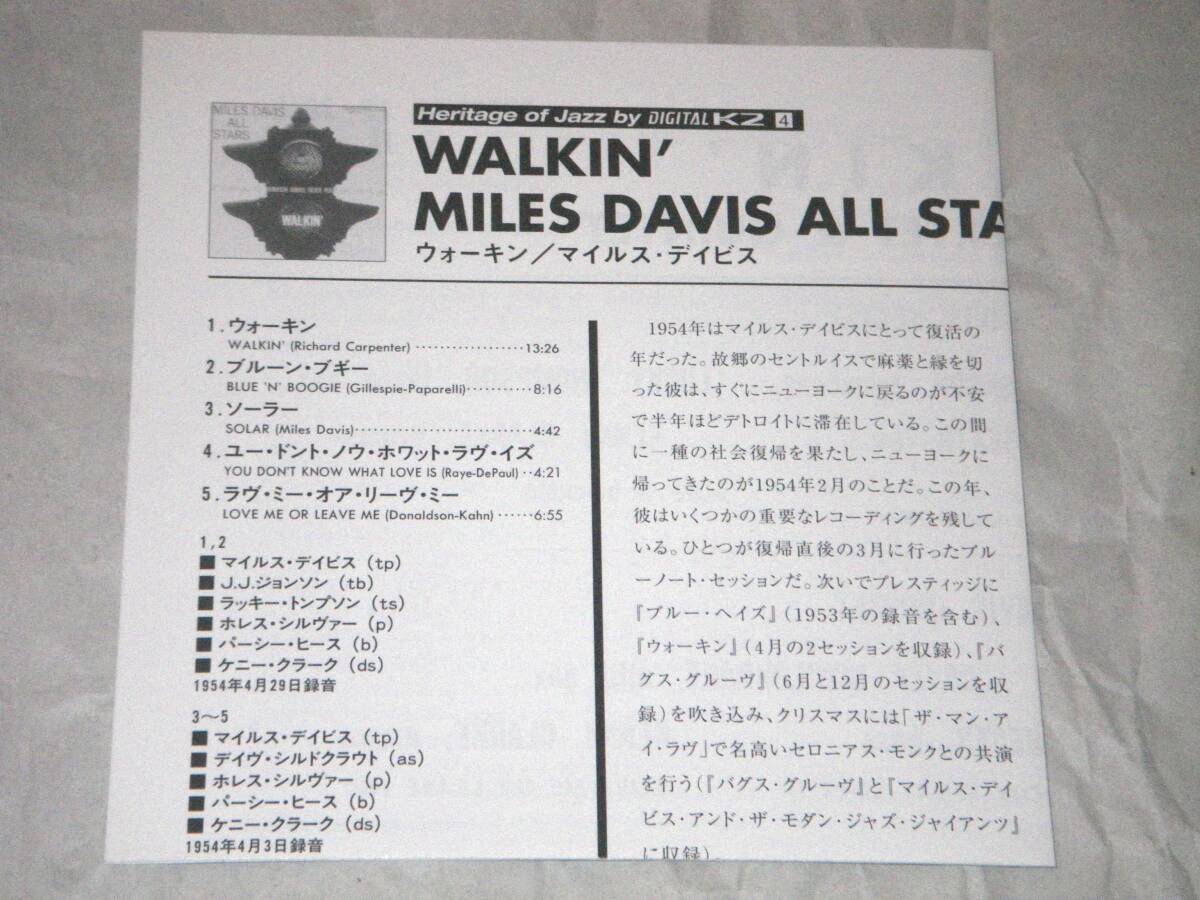 MILES DAVIS
ALL
STARS
WALKIN'
Heritage of Jazz by DIGITAL K2 4
WALKIN'
MILES DAVIS ALL STA
ウォーキン／マイルス・デイビス
1.ウォーキン
WALKIN' (Richard Carpenter) ･･････････････････13:26
2.ブルーン・ブギー
BLUE 'N' BOOGIE (Gillespie-Paparelli)･･･････････8:16
3.ソーラー
SOLAR (Miles Davis)･･････････････････････････････4:42
4.ユー・ドント・ノウ・ホワット・ラヴ・イズ
YOU DON'T KNOW WHAT LOVE IS (Raye-DePaul) ･･4:21
5.ラヴ・ミー・オア・リーヴ・ミー
LOVE ME OR LEAVE ME (Donaldson-Kahn) ･･････6:55
1,2
■ マイルス・デイビス（tp）
■ J.J.ジョンソン（tb）
■ ラッキー・トンプソン（ts）
■ ホレス・シルヴァー（p）
■ パーシー・ヒース（b）
■ ケニー・クラーク（ds）
1954年4月29日録音
3〜5
■ マイルス・デイビス（tp）
■ デイヴ・シルドクラウト（as）
■ ホレス・シルヴァー（p）
■ パーシー・ヒース（b）
■ ケニー・クラーク（ds）
1954年4月3日録音
1954年はマイルス・デイビスにとって復活の
年だった。故郷のセントルイスで麻薬と縁を切
った彼は、すぐにニューヨークに戻るのが不安
で半年ほどデトロイトに滞在している。この間
に一種の社会復帰を果たし、ニューヨークに
帰ってきたのが1954年2月のことだ。この年、
彼はいくつかの重要なレコーディングを残して
いる。ひとつが復帰直後の3月に行ったブル
ーノート・セッションだ。次いでプレスティッジに
『ブルー・ヘイズ』（1953年の録音を含む）、
『ウォーキン』（4月の2セッションを収録）、『バ
グス・グルーヴ』（6月と12月のセッションを収
録）を吹き込み、クリスマスには「ザ・マン・ア
イ・ラヴ」で名高いセロニアス・モンクとの共演
を行う（『バグス・グルーヴ』と『マイルス・デイ
ビス・アンド・ザ・モダン・ジャズ・ジャイアンツ』
に収録）。